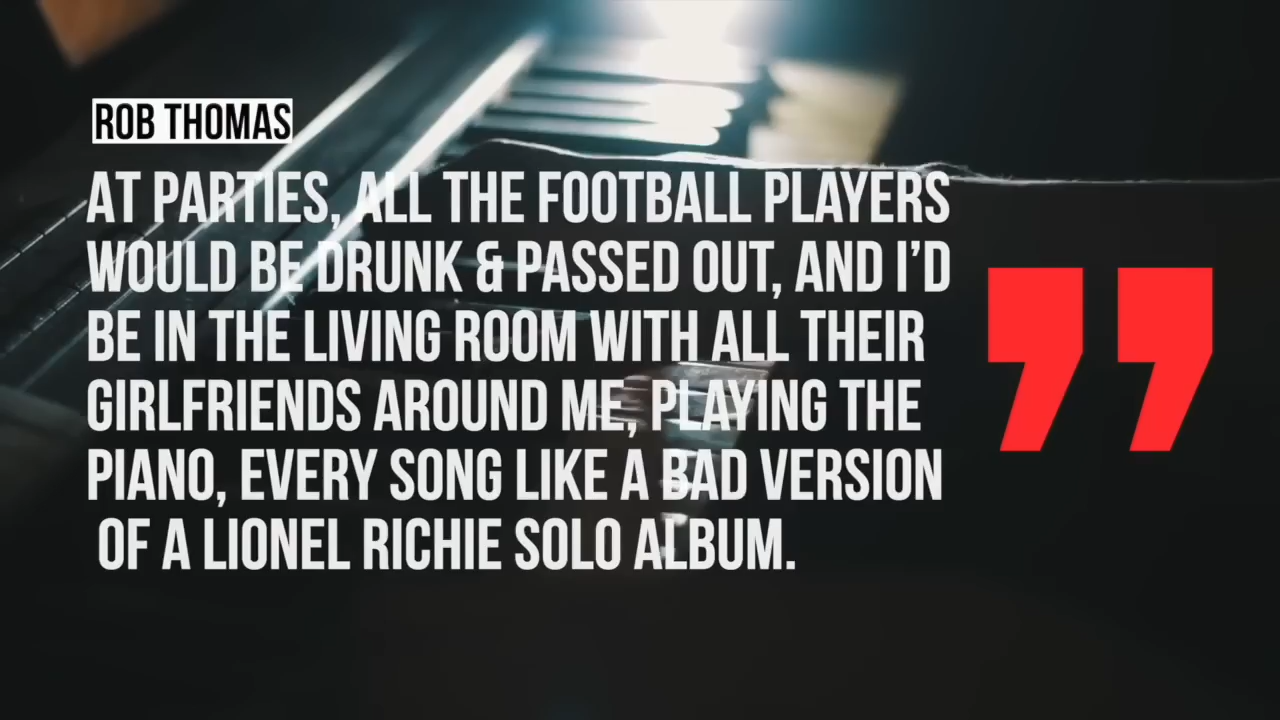 ROB THOMAS
AT PARTIES, ALL THE FOOTBALL PLAYERS
WOULD BE DRUNK & PASSED OUT, AND I’D
BE IN THE LIVING ROOM WITH ALL THEIR
GIRLFRIENDS AROUND ME, PLAYING THE
PIANO, EVERY SONG LIKE A BAD VERSION
OF A LIONEL RICHIE SOLO ALBUM.
”